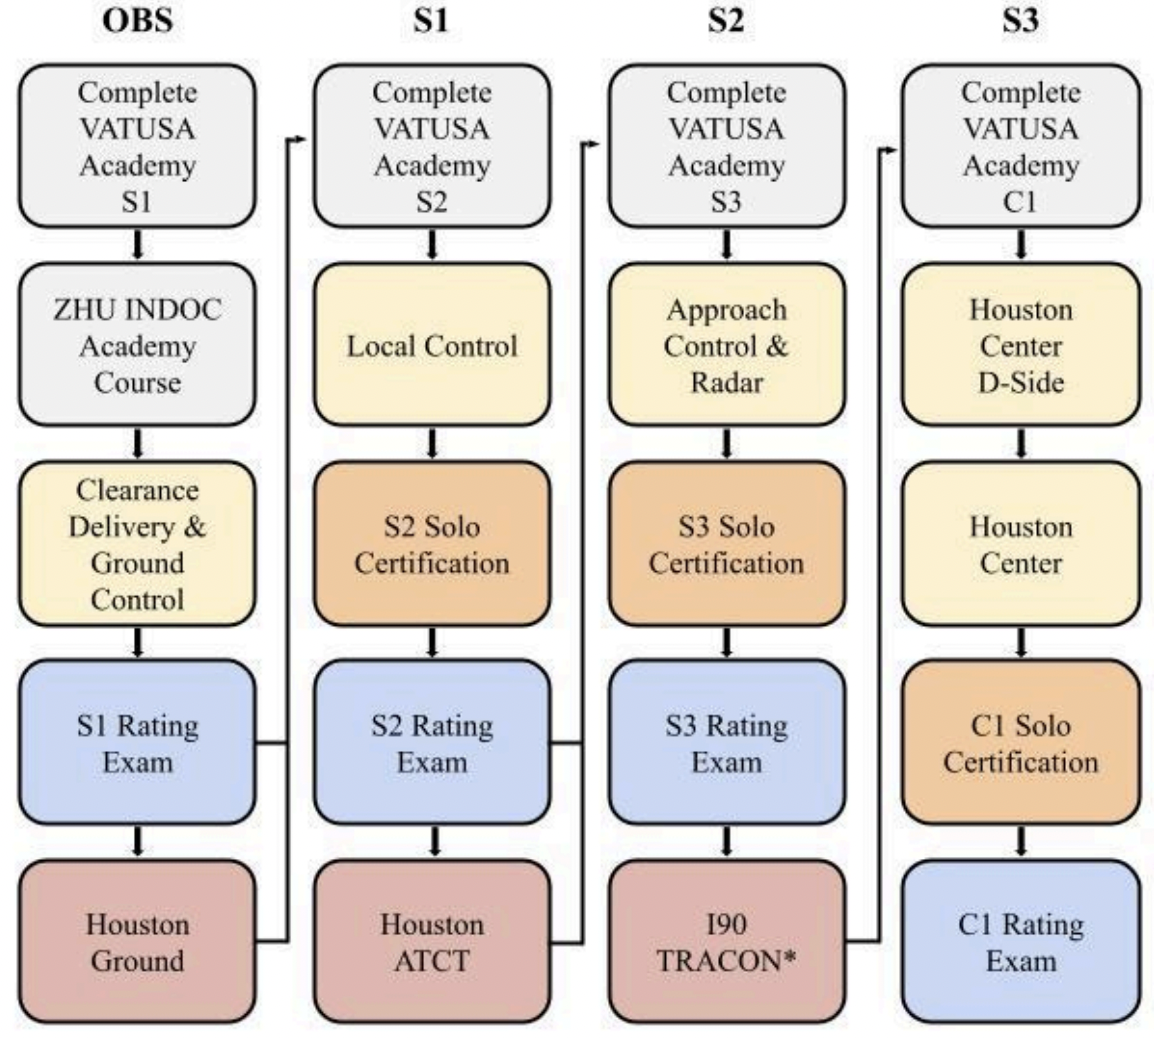 OBS
Complete
VATUSA
Academy
S1
ZHU INDOC
Academy
Course
Clearance
Delivery &
Ground
Control
S1 Rating
Exam
Houston
Ground
S1
Complete
VATUSA
Academy
S2
Local Control
S2 Solo
Certification
S2 Rating
Exam
Houston
ATCT
S2
Complete
VATUSA
Academy
S3
Approach
Control &
Radar
S3 Solo
Certification
S3 Rating
Exam
I90
TRACON*
S3
Complete
VATUSA
Academy
C1
Houston
Center
D-Side
Houston
Center
C1 Solo
Certification
C1 Rating
Exam